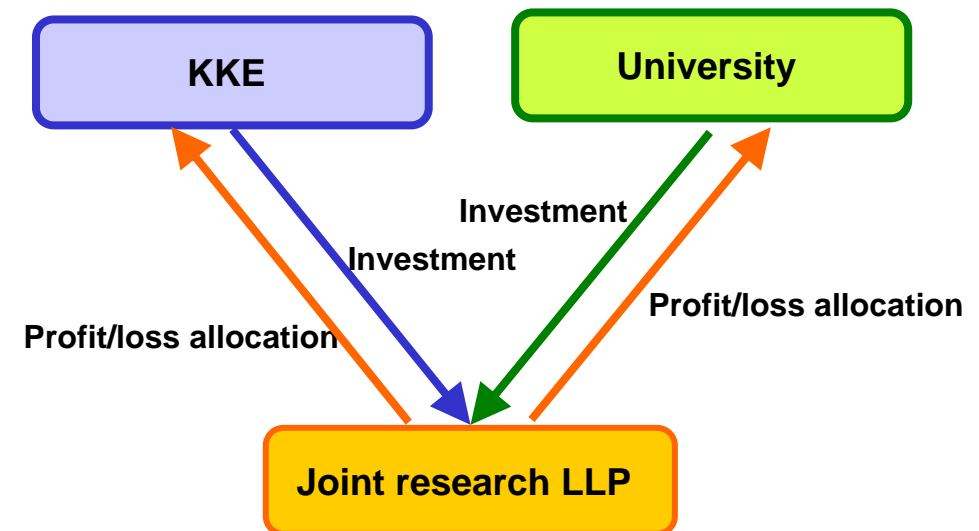 KKE
University
Investment
Investment
Profit/loss allocation
Profit/loss allocation
Joint research LLP